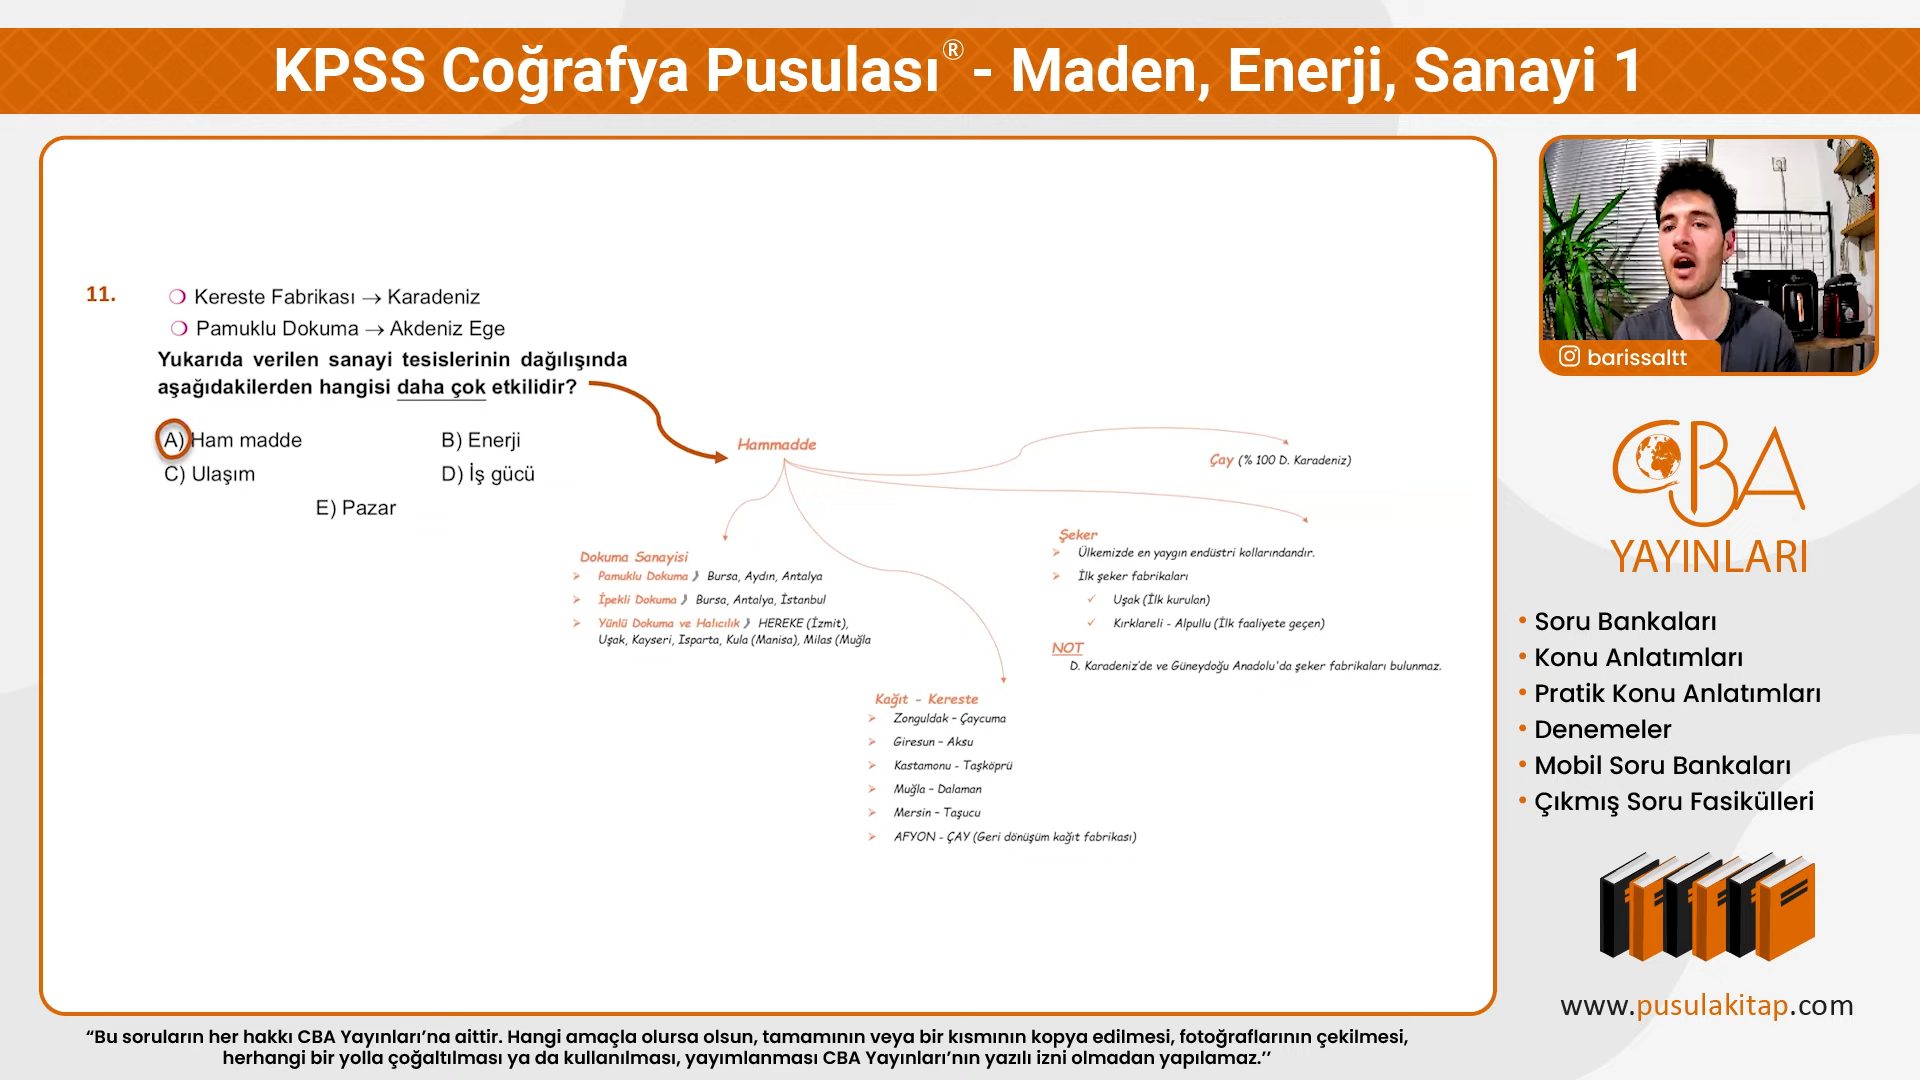 KPSS Coğrafya Pusulası® - Maden, Enerji, Sanayi 1
11.
Kereste Fabrikası → Karadeniz
Pamuklu Dokuma → Akdeniz Ege
Yukarıda verilen sanayi tesislerinin dağılışında
aşağıdakilerden hangisi daha çok etkilidir?
A) Ham madde
B) Enerji
C) Ulaşım
D) İş gücü
E) Pazar
Hammadde
Çay (% 100 D. Karadeniz)
Dokuma Sanayisi
Pamuklu Dokuma 》 Bursa, Aydın, Antalya
İpekli Dokuma 》 Bursa, Antalya, İstanbul
Yünlü Dokuma ve Halıcılık 》 HEREKE (İzmit),
Uşak, Kayseri, Isparta, Kula (Manisa), Milas (Muğla
Şeker
Ülkemizde en yaygın endüstri kollarındandır.
İlk şeker fabrikaları
Uşak (İlk kurulan)
Kırklareli - Alpullu (İlk faaliyete geçen)
NOT
D. Karadeniz'de ve Güneydoğu Anadolu'da şeker fabrikaları bulunmaz.
Kağıt - Kereste
Zonguldak – Çaycuma
Giresun – Aksu
Kastamonu - Taşköprü
Muğla – Dalaman
Mersin – Taşucu
AFYON - ÇAY (Geri dönüşüm kağıt fabrikası)
barissaltt
CBA
YAYINLARI
• Soru Bankaları
• Konu Anlatımları
• Pratik Konu Anlatımları
• Denemeler
• Mobil Soru Bankaları
• Çıkmış Soru Fasikülleri
www.pusulakitap.com
“Bu soruların her hakkı CBA Yayınları’na aittir. Hangi amaçla olursa olsun, tamamının veya bir kısmının kopya edilmesi, fotoğraflarının çekilmesi,
herhangi bir yolla çoğaltılması ya da kullanılması, yayımlanması CBA Yayınları’nın yazılı izni olmadan yapılamaz.’’